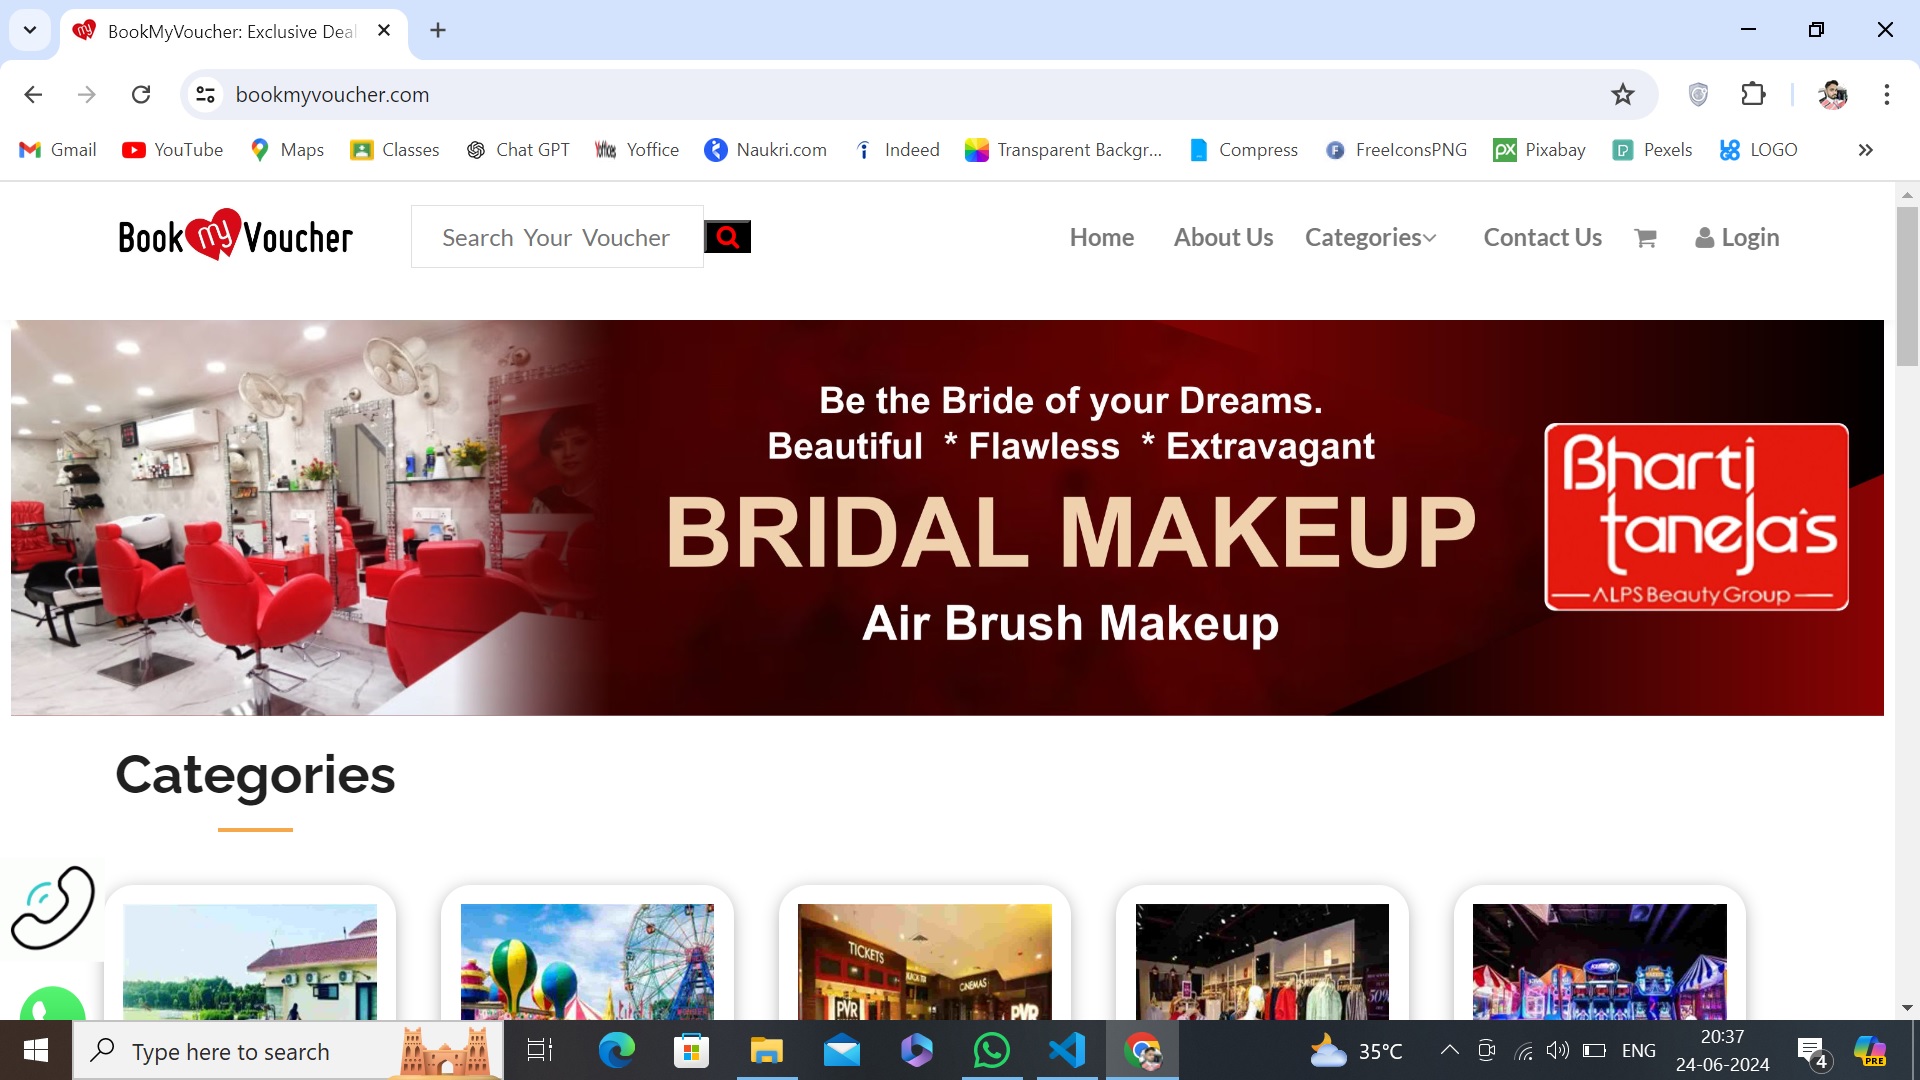 BookMyVoucher: Exclusive Deal
bookmyvoucher.com
Gmail YouTube Maps Classes Chat GPT Yoffice Naukri.com Indeed Transparent Backgr... Compress FreeIconsPNG Pixabay Pexels LOGO
Book my Voucher Search Your Voucher Home About Us Categories Contact Us Login
Be the Bride of your Dreams.
Beautiful * Flawless * Extravagant
BRIDAL MAKEUP
Air Brush Makeup
Bharti
taneja's
ALPS Beauty Group
Categories
TICKETS
CINEMAS
PVR PVR
50%
Type here to search 35°C ENG 20:37
24-06-2024
4
PRE